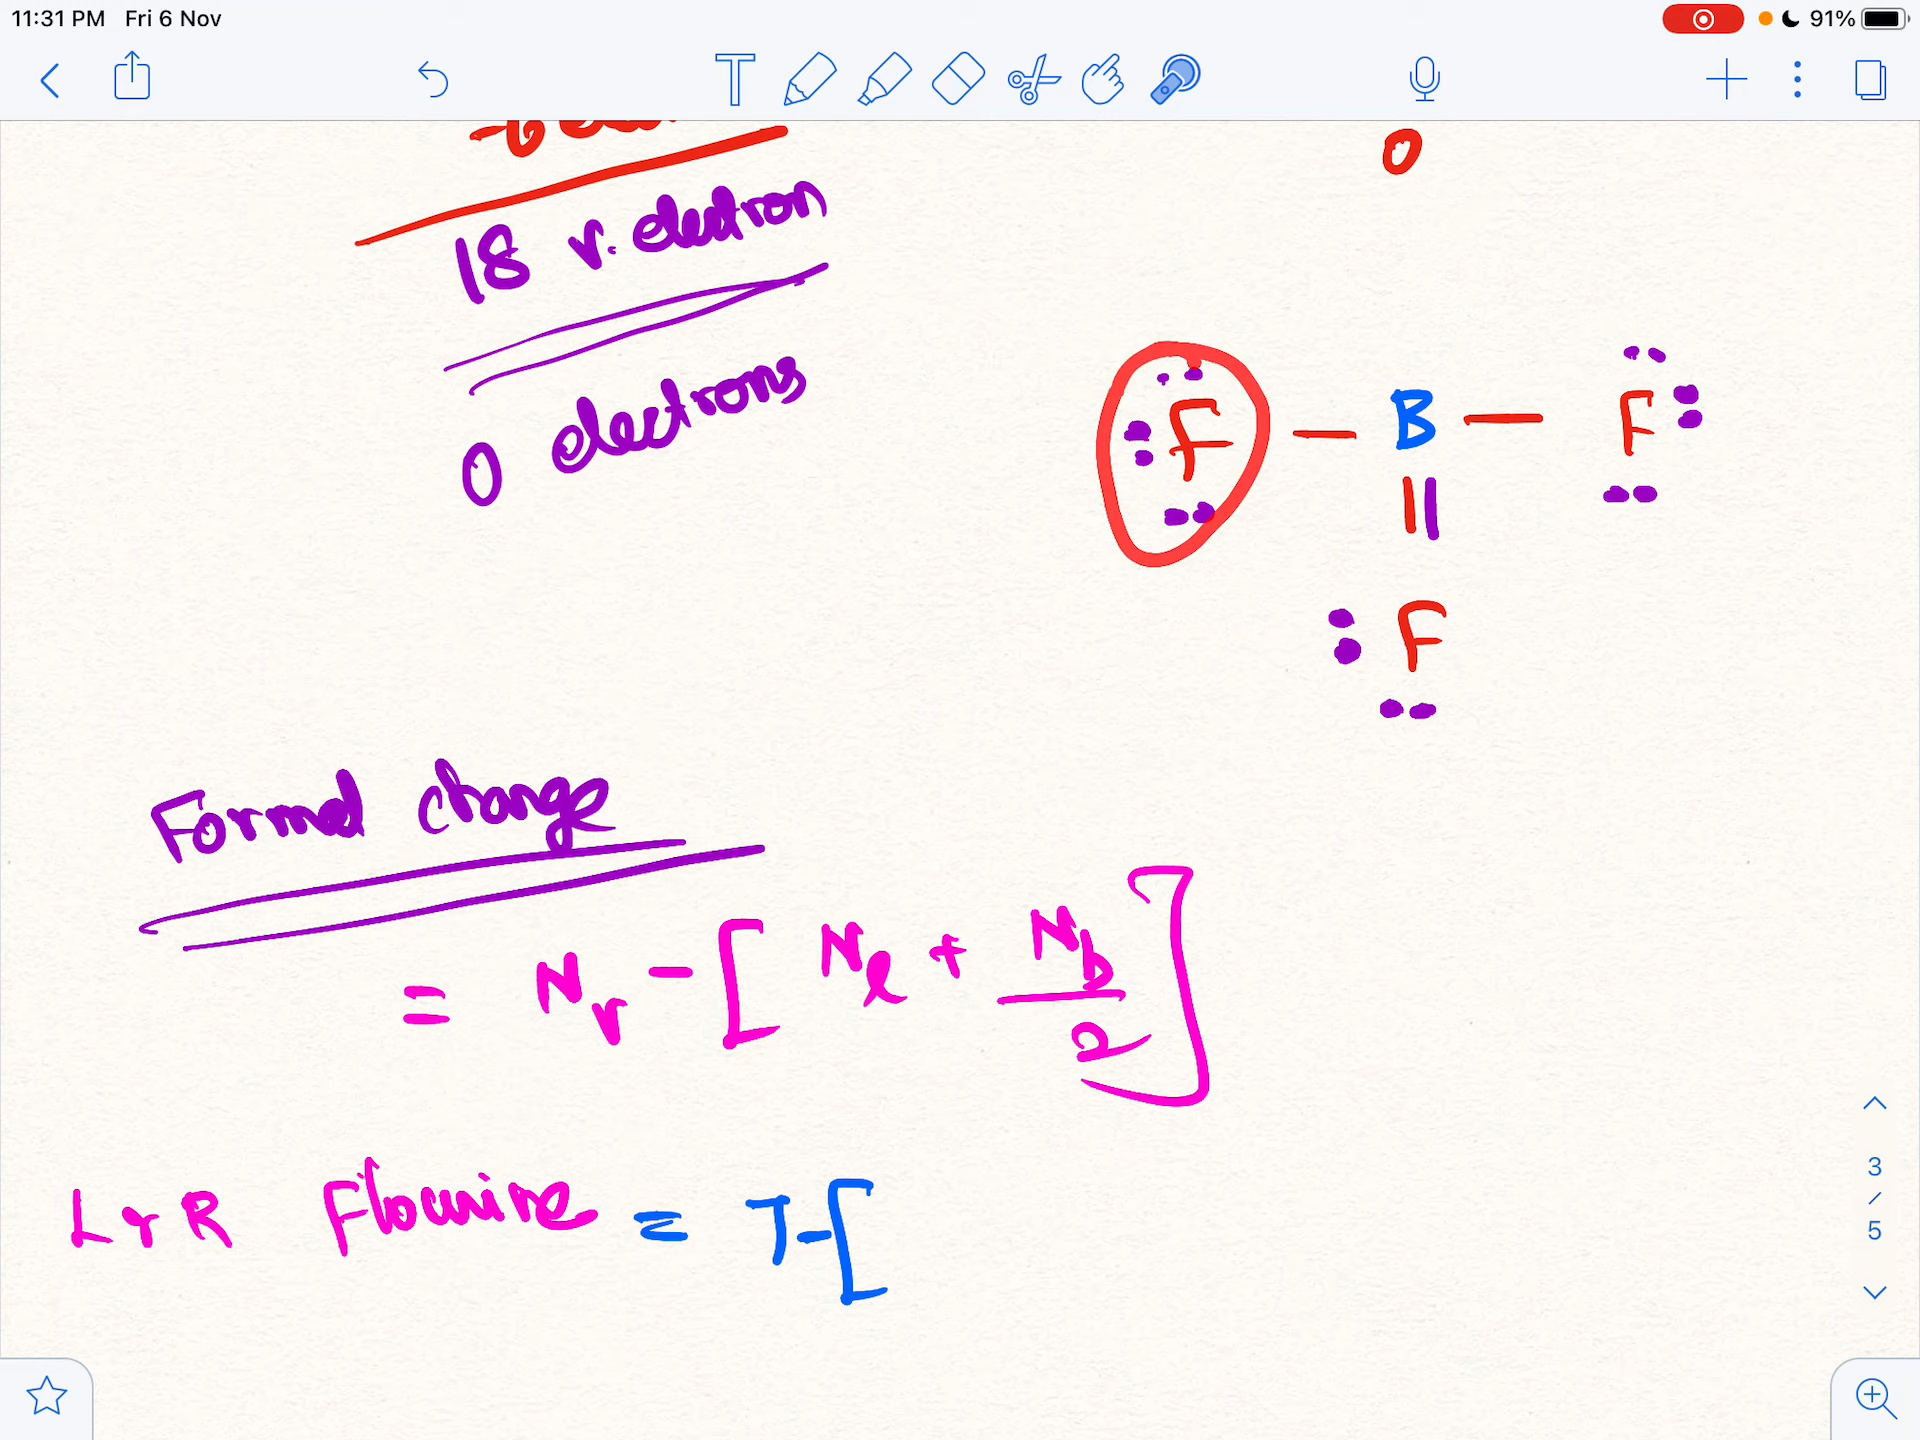 11:31 PM Fri 6 Nov
91%
0
18 v. electron
0 electrons
F — B — F
F
Formal charge
= Nv - [ Nl + Nb/2 ]
L & R Flourine = 7 - [
3
/
5